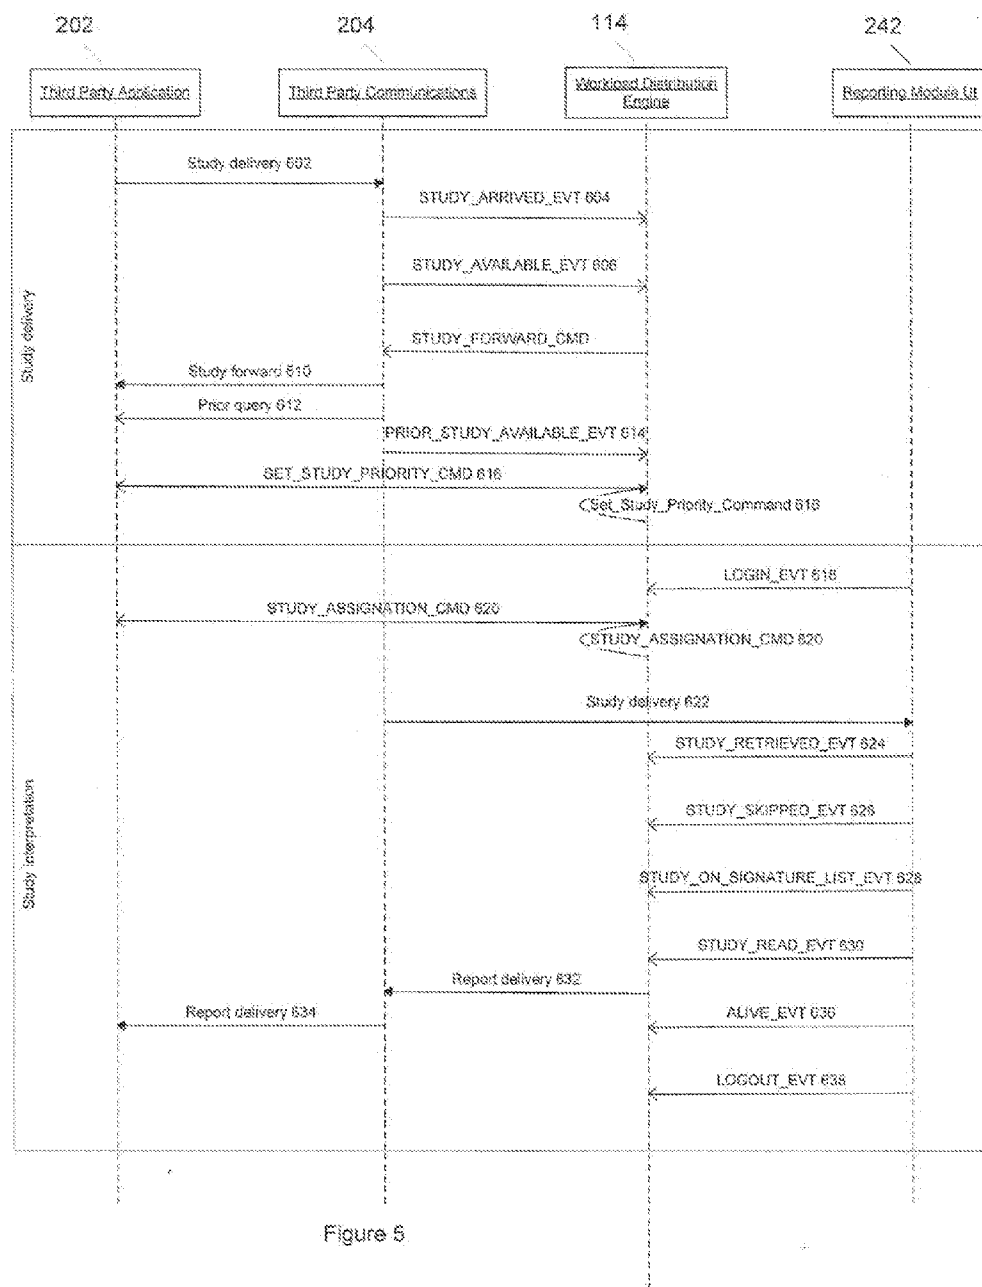 202
204
114
242
Third Party Application
Third Party Communications
Workload Distribution
Engine
Reporting Module UI
Study delivery
Study delivery 602
STUDY_ARRIVED_EVT 604
STUDY_AVAILABLE_EVT 606
STUDY_FORWARD_CMD
Study forward 610
Prior query 612
PRIOR_STUDY_AVAILABLE_EVT 614
SET_STUDY_PRIORITY_CMD 616
Set_Study_Priority_Command 616
Study interpretation
LOGIN_EVT 618
STUDY_ASSIGNATION_CMD 620
STUDY_ASSIGNATION_CMD 620
Study delivery 622
STUDY_RETRIEVED_EVT 624
STUDY_SKIPPED_EVT 626
STUDY_ON_SIGNATURE_LIST_EVT 628
STUDY_READ_EVT 630
Report delivery 632
Report delivery 634
ALIVE_EVT 636
LOGOUT_EVT 638
Figure 5